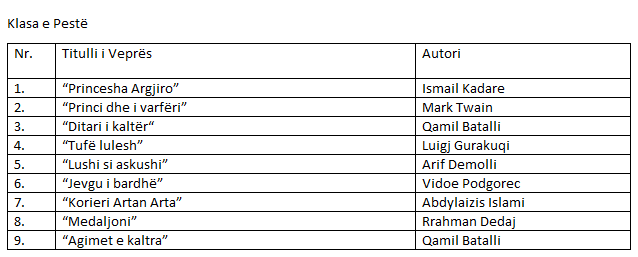 Klasa e Pestë
Nr. Titulli i Veprës Autori
1. “Princesha Argjiro” Ismail Kadare
2. “Princi dhe i varfëri” Mark Twain
3. “Ditari i kaltër“ Qamil Batalli
4. “Tufë lulesh” Luigj Gurakuqi
5. “Lushi si askushi” Arif Demolli
6. “Jevgu i bardhë” Vidoe Podgorec
7. “Korieri Artan Arta” Abdylaizis Islami
8. “Medaljoni” Rrahman Dedaj
9. “Agimet e kaltra” Qamil Batalli